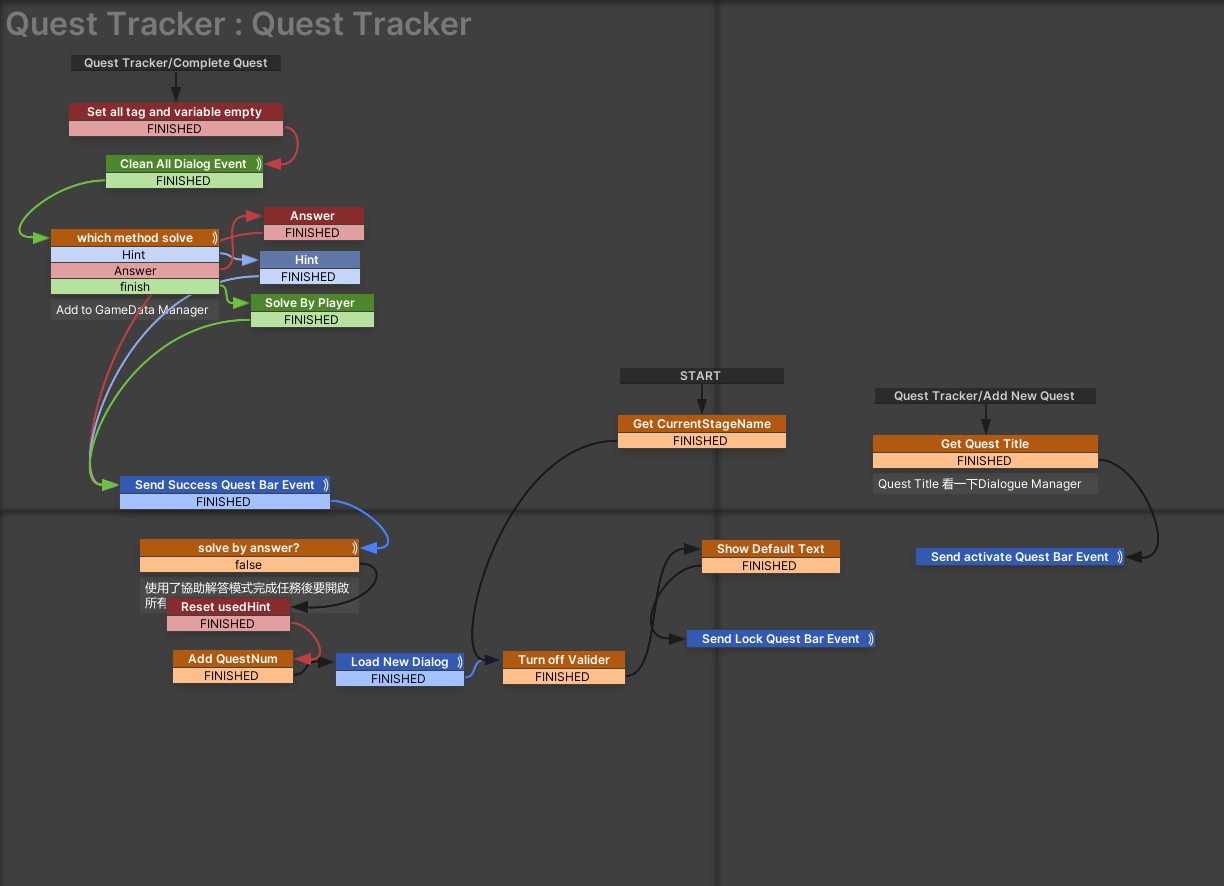 Quest Tracker : Quest Tracker
Quest Tracker/Complete Quest
Set all tag and variable empty
FINISHED
Clean All Dialog Event
FINISHED
which method solve
Hint
Answer
finish
Add to GameData Manager
Answer
FINISHED
Hint
FINISHED
Solve By Player
FINISHED
Send Success Quest Bar Event
FINISHED
solve by answer?
false
使用了協助解答模式完成任務後要開啟
所有
Reset usedHint
FINISHED
Add QuestNum
FINISHED
Load New Dialog
FINISHED
START
Get CurrentStageName
FINISHED
Turn off Valider
FINISHED
Show Default Text
FINISHED
Send Lock Quest Bar Event
Quest Tracker/Add New Quest
Get Quest Title
FINISHED
Quest Title 看一下Dialogue Manager
Send activate Quest Bar Event